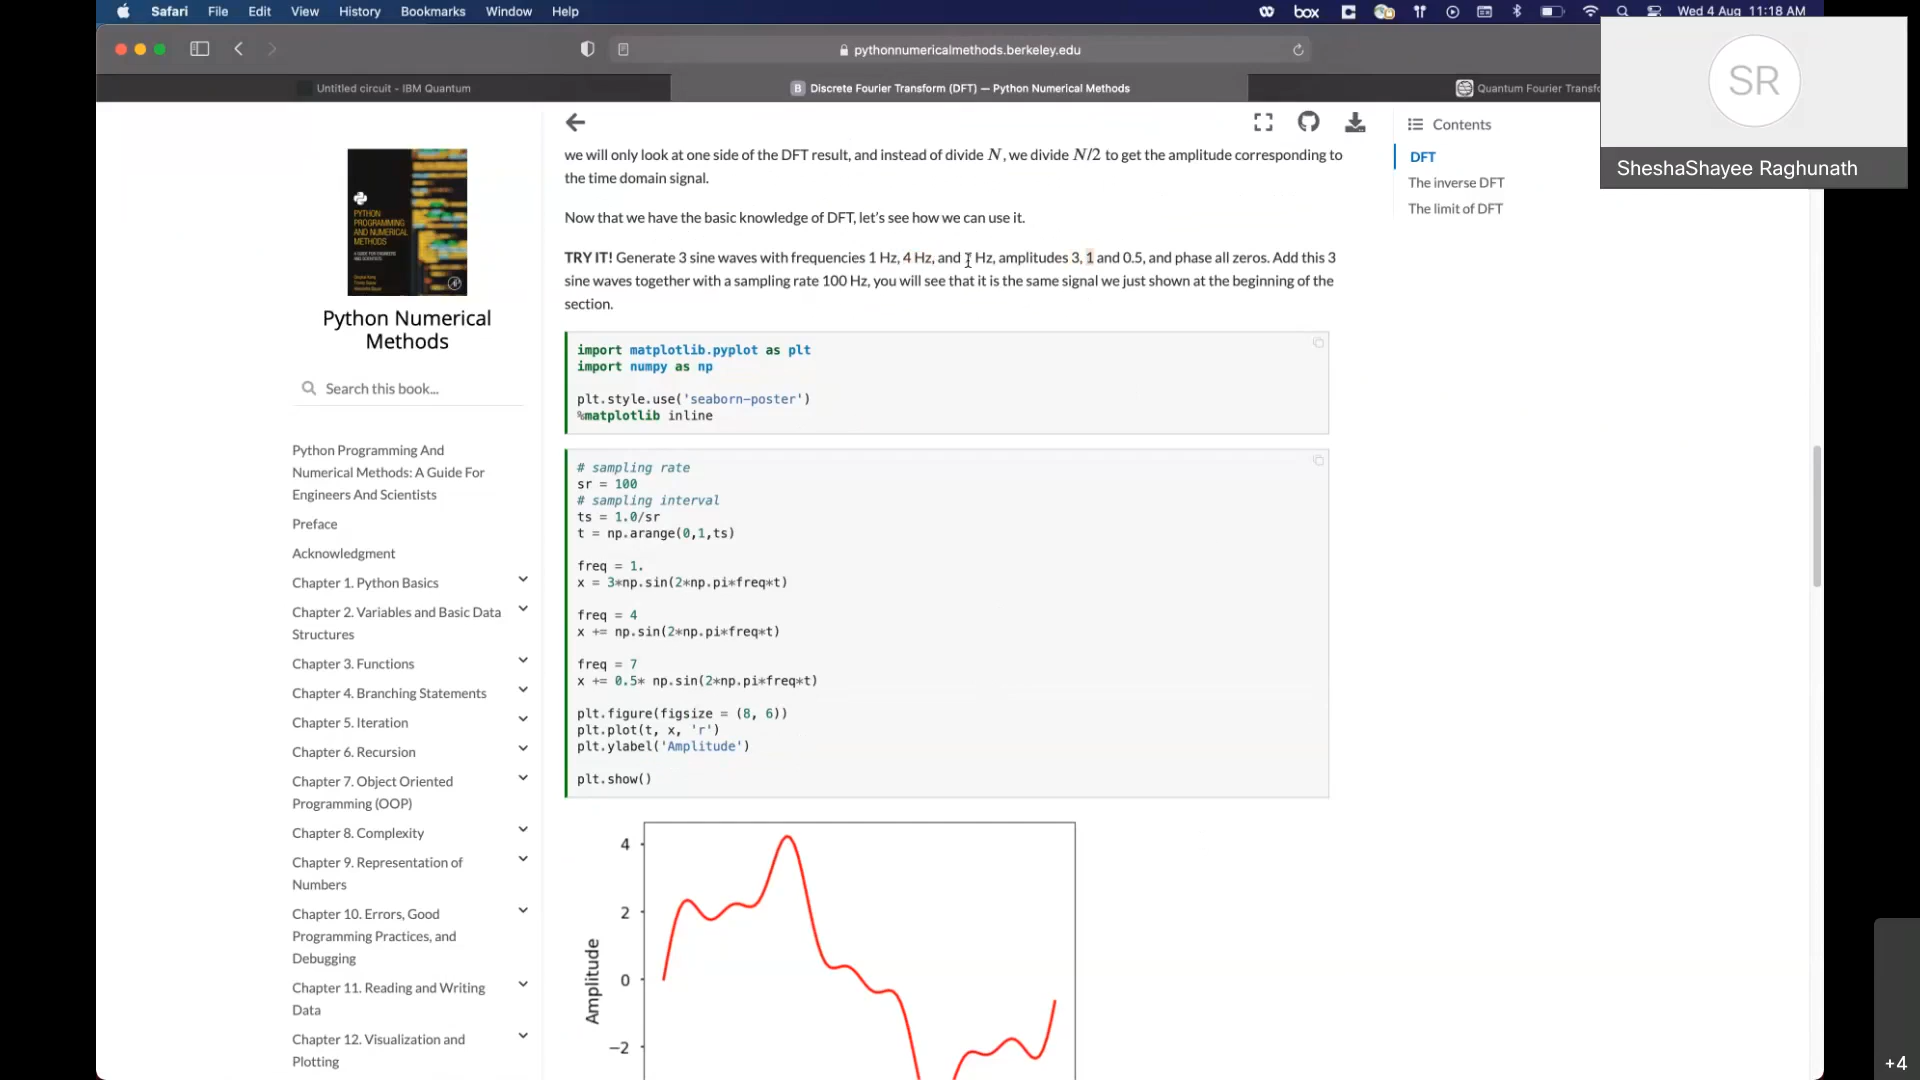 Safari File Edit View History Bookmarks Window Help
box
Wed 4 Aug 11:18 AM
pythonnumericalmethods.berkeley.edu
Untitled circuit - IBM Quantum
B Discrete Fourier Transform (DFT) — Python Numerical Methods
Quantum Fourier Transfo
SR
SheshaShayee Raghunath
PYTHON
PROGRAMMING
AND NUMERICAL
METHODS
Python Numerical
Methods
Search this book...
Python Programming And
Numerical Methods: A Guide For
Engineers And Scientists
Preface
Acknowledgment
Chapter 1. Python Basics
Chapter 2. Variables and Basic Data
Structures
Chapter 3. Functions
Chapter 4. Branching Statements
Chapter 5. Iteration
Chapter 6. Recursion
Chapter 7. Object Oriented
Programming (OOP)
Chapter 8. Complexity
Chapter 9. Representation of
Numbers
Chapter 10. Errors, Good
Programming Practices, and
Debugging
Chapter 11. Reading and Writing
Data
Chapter 12. Visualization and
Plotting
we will only look at one side of the DFT result, and instead of divide N, we divide N/2 to get the amplitude corresponding to
the time domain signal.
Now that we have the basic knowledge of DFT, let's see how we can use it.
TRY IT! Generate 3 sine waves with frequencies 1 Hz, 4 Hz, and Hz, amplitudes 3, 1 and 0.5, and phase all zeros. Add this 3
sine waves together with a sampling rate 100 Hz, you will see that it is the same signal we just shown at the beginning of the
section.
import matplotlib.pyplot as plt
import numpy as np
plt.style.use('seaborn-poster')
%matplotlib inline
# sampling rate
sr = 100
# sampling interval
ts = 1.0/sr
t = np.arange(0,1,ts)
freq = 1.
x = 3*np.sin(2*np.pi*freq*t)
freq = 4
x += np.sin(2*np.pi*freq*t)
freq = 7
x += 0.5* np.sin(2*np.pi*freq*t)
plt.figure(figsize = (8, 6))
plt.plot(t, x, 'r')
plt.ylabel('Amplitude')
plt.show()
4
2
0
−2
Amplitude
Contents
DFT
The inverse DFT
The limit of DFT
+4